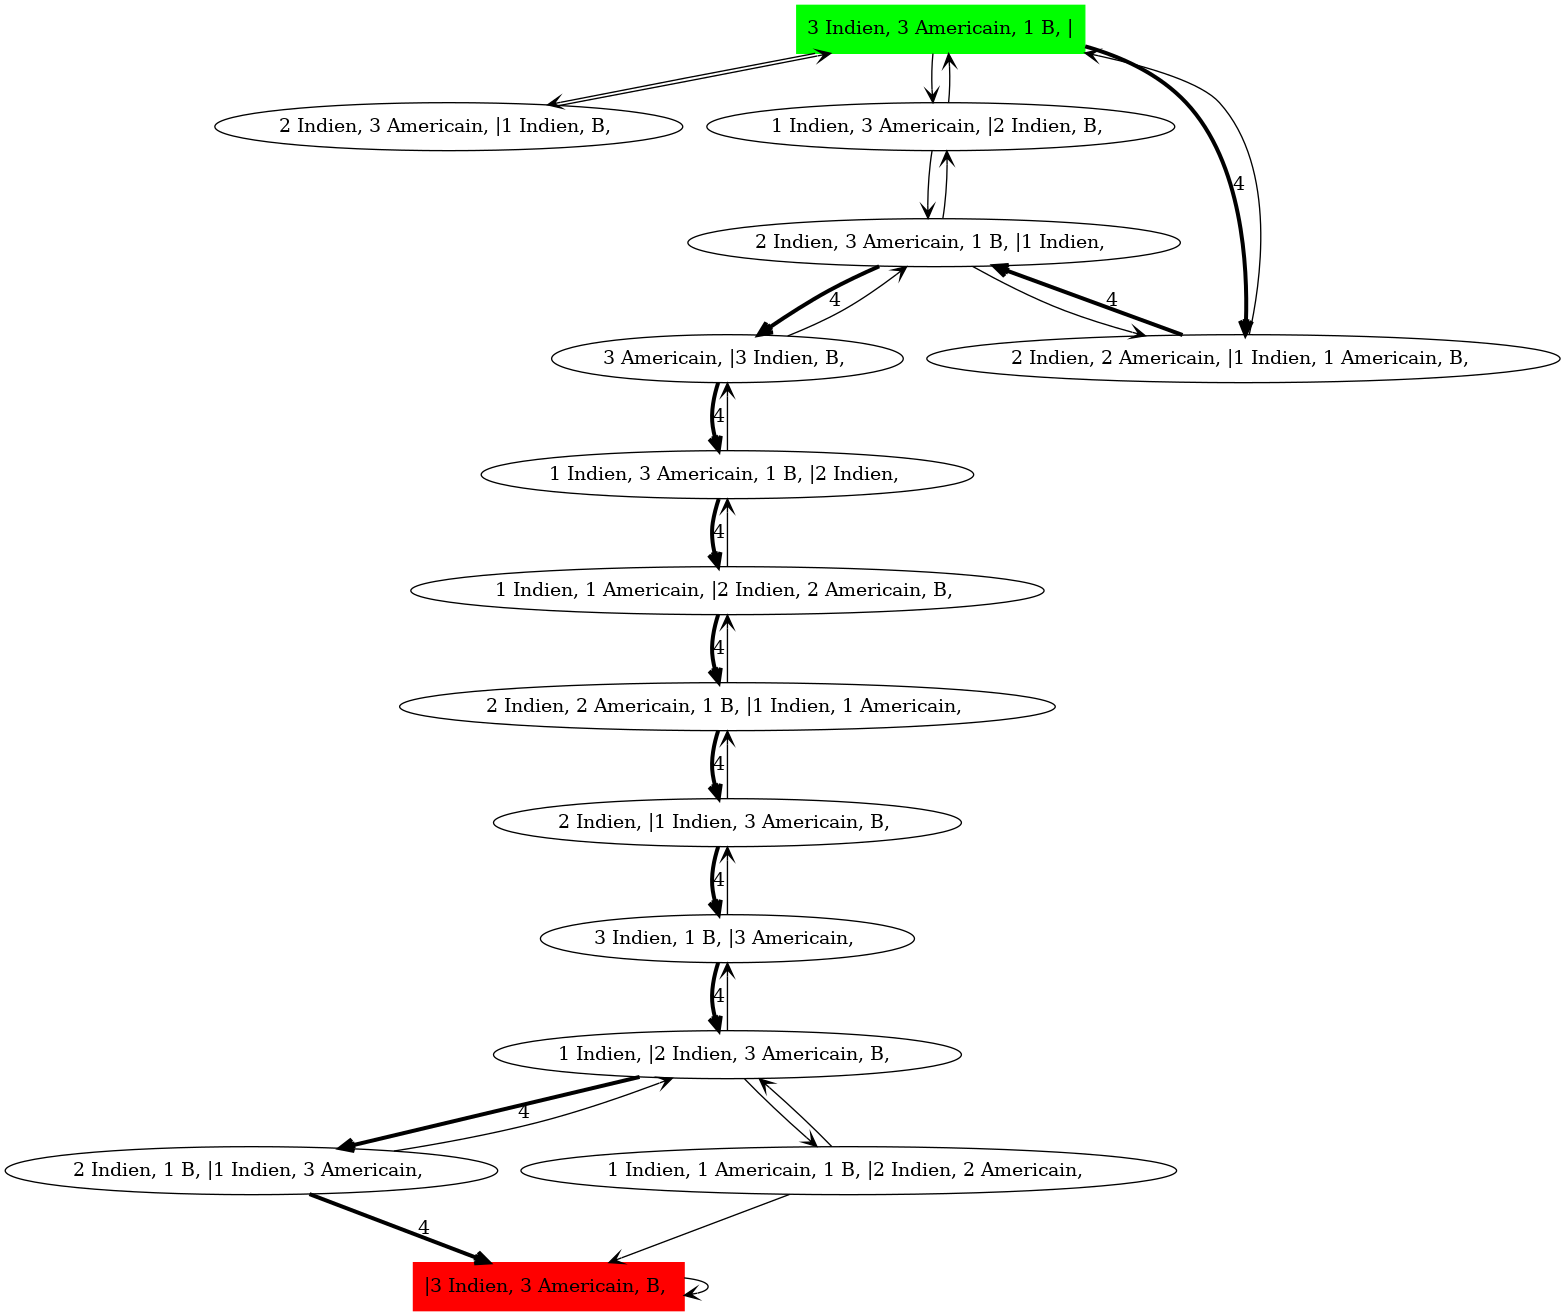 3 Indien, 3 Americain, 1 B, |
2 Indien, 3 Americain, |1 Indien, B,
1 Indien, 3 Americain, |2 Indien, B,
4
2 Indien, 3 Americain, 1 B, |1 Indien,
4
4
3 Americain, |3 Indien, B,
2 Indien, 2 Americain, |1 Indien, 1 Americain, B,
4
1 Indien, 3 Americain, 1 B, |2 Indien,
4
1 Indien, 1 Americain, |2 Indien, 2 Americain, B,
4
2 Indien, 2 Americain, 1 B, |1 Indien, 1 Americain,
4
2 Indien, |1 Indien, 3 Americain, B,
4
3 Indien, 1 B, |3 Americain,
4
1 Indien, |2 Indien, 3 Americain, B,
4
2 Indien, 1 B, |1 Indien, 3 Americain,
1 Indien, 1 Americain, 1 B, |2 Indien, 2 Americain,
4
|3 Indien, 3 Americain, B,